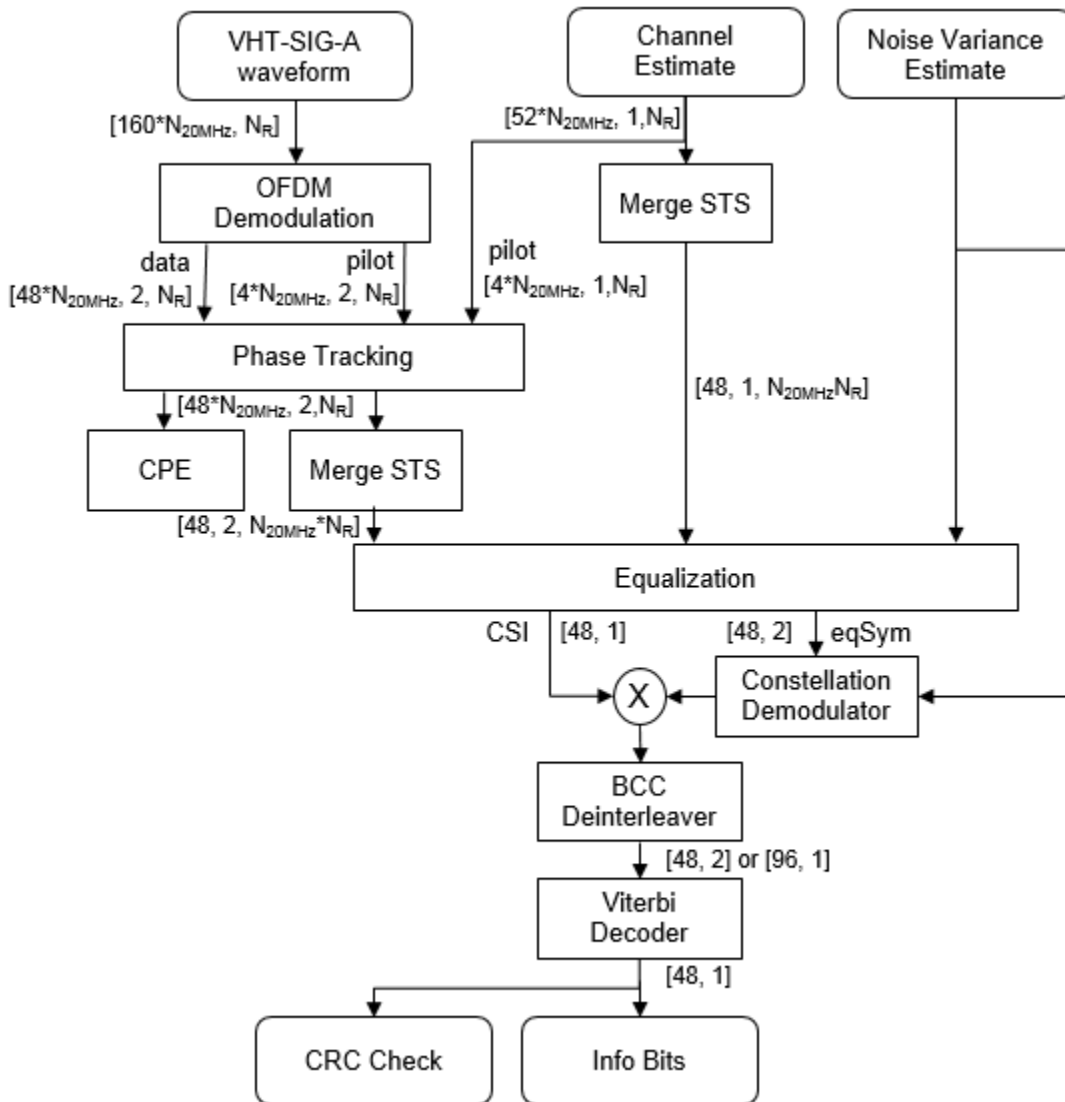 VHT-SIG-A
waveform
Channel
Estimate
Noise Variance
Estimate
[160*N20MHz, NR]
[52*N20MHz, 1,NR]
OFDM
Demodulation
Merge STS
data
pilot
pilot
[48*N20MHz, 2, NR]
[4*N20MHz, 2, NR]
[4*N20MHz, 1,NR]
Phase Tracking
[48*N20MHz, 2,NR]
[48, 1, N20MHzNR]
CPE
Merge STS
[48, 2, N20MHz*NR]
Equalization
CSI
[48, 1]
[48, 2]
eqSym
X
Constellation
Demodulator
BCC
Deinterleaver
[48, 2] or [96, 1]
Viterbi
Decoder
[48, 1]
CRC Check
Info Bits